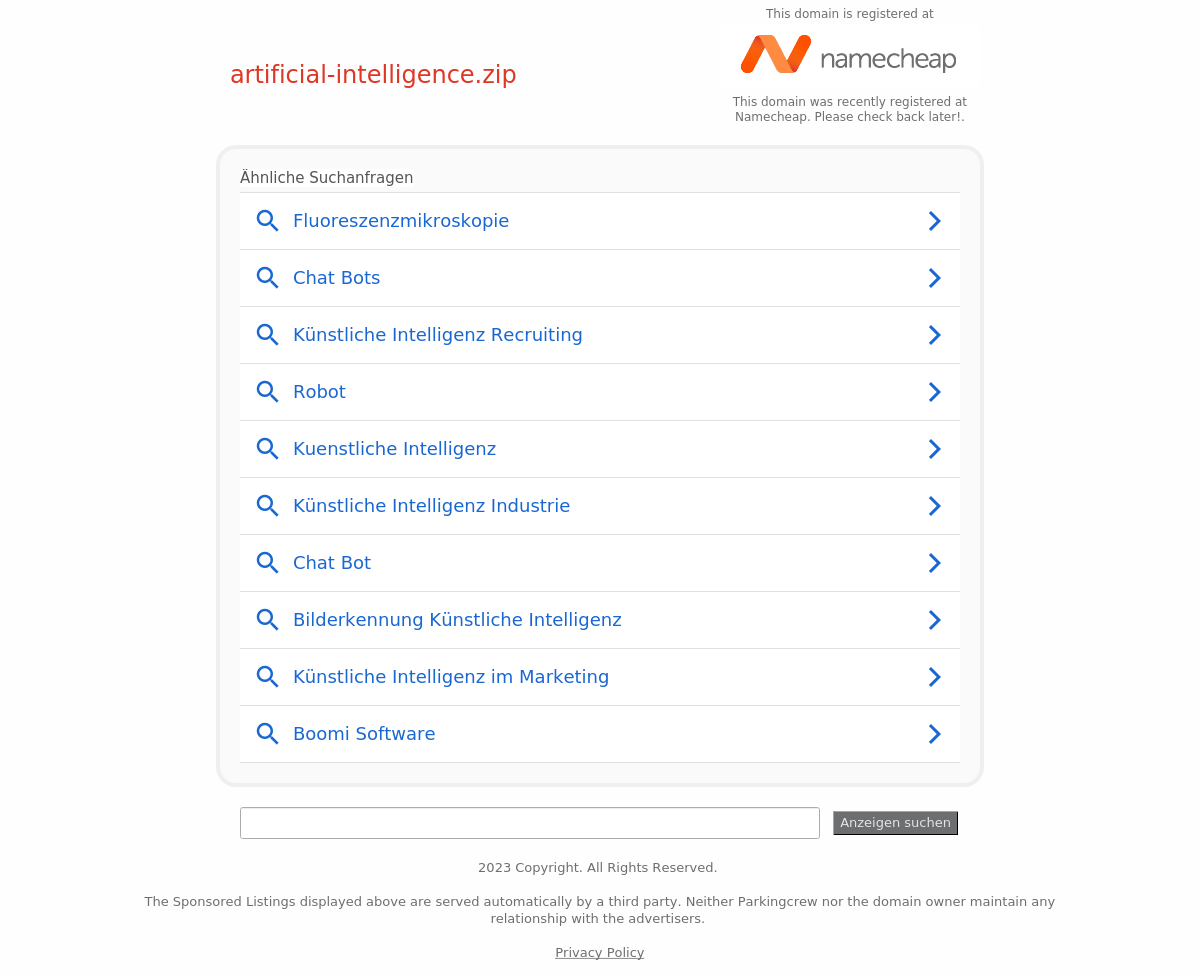 This domain is registered at
namecheap
artificial-intelligence.zip
This domain was recently registered at
Namecheap. Please check back later!.
Ähnliche Suchanfragen
Fluoreszenzmikroskopie
Chat Bots
Künstliche Intelligenz Recruiting
Robot
Kuenstliche Intelligenz
Künstliche Intelligenz Industrie
Chat Bot
Bilderkennung Künstliche Intelligenz
Künstliche Intelligenz im Marketing
Boomi Software
Anzeigen suchen
2023 Copyright. All Rights Reserved.
The Sponsored Listings displayed above are served automatically by a third party. Neither Parkingcrew nor the domain owner maintain any
relationship with the advertisers.
Privacy Policy